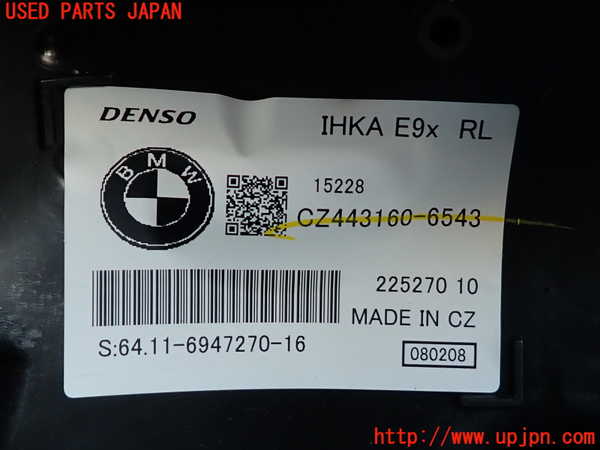 USED PARTS JAPAN
DENSO
IHKA E9x RL
BMW
15228
CZ443160-6543
225270 10
MADE IN CZ
S:64.11-6947270-16
080208
http://www.upjpn.com/